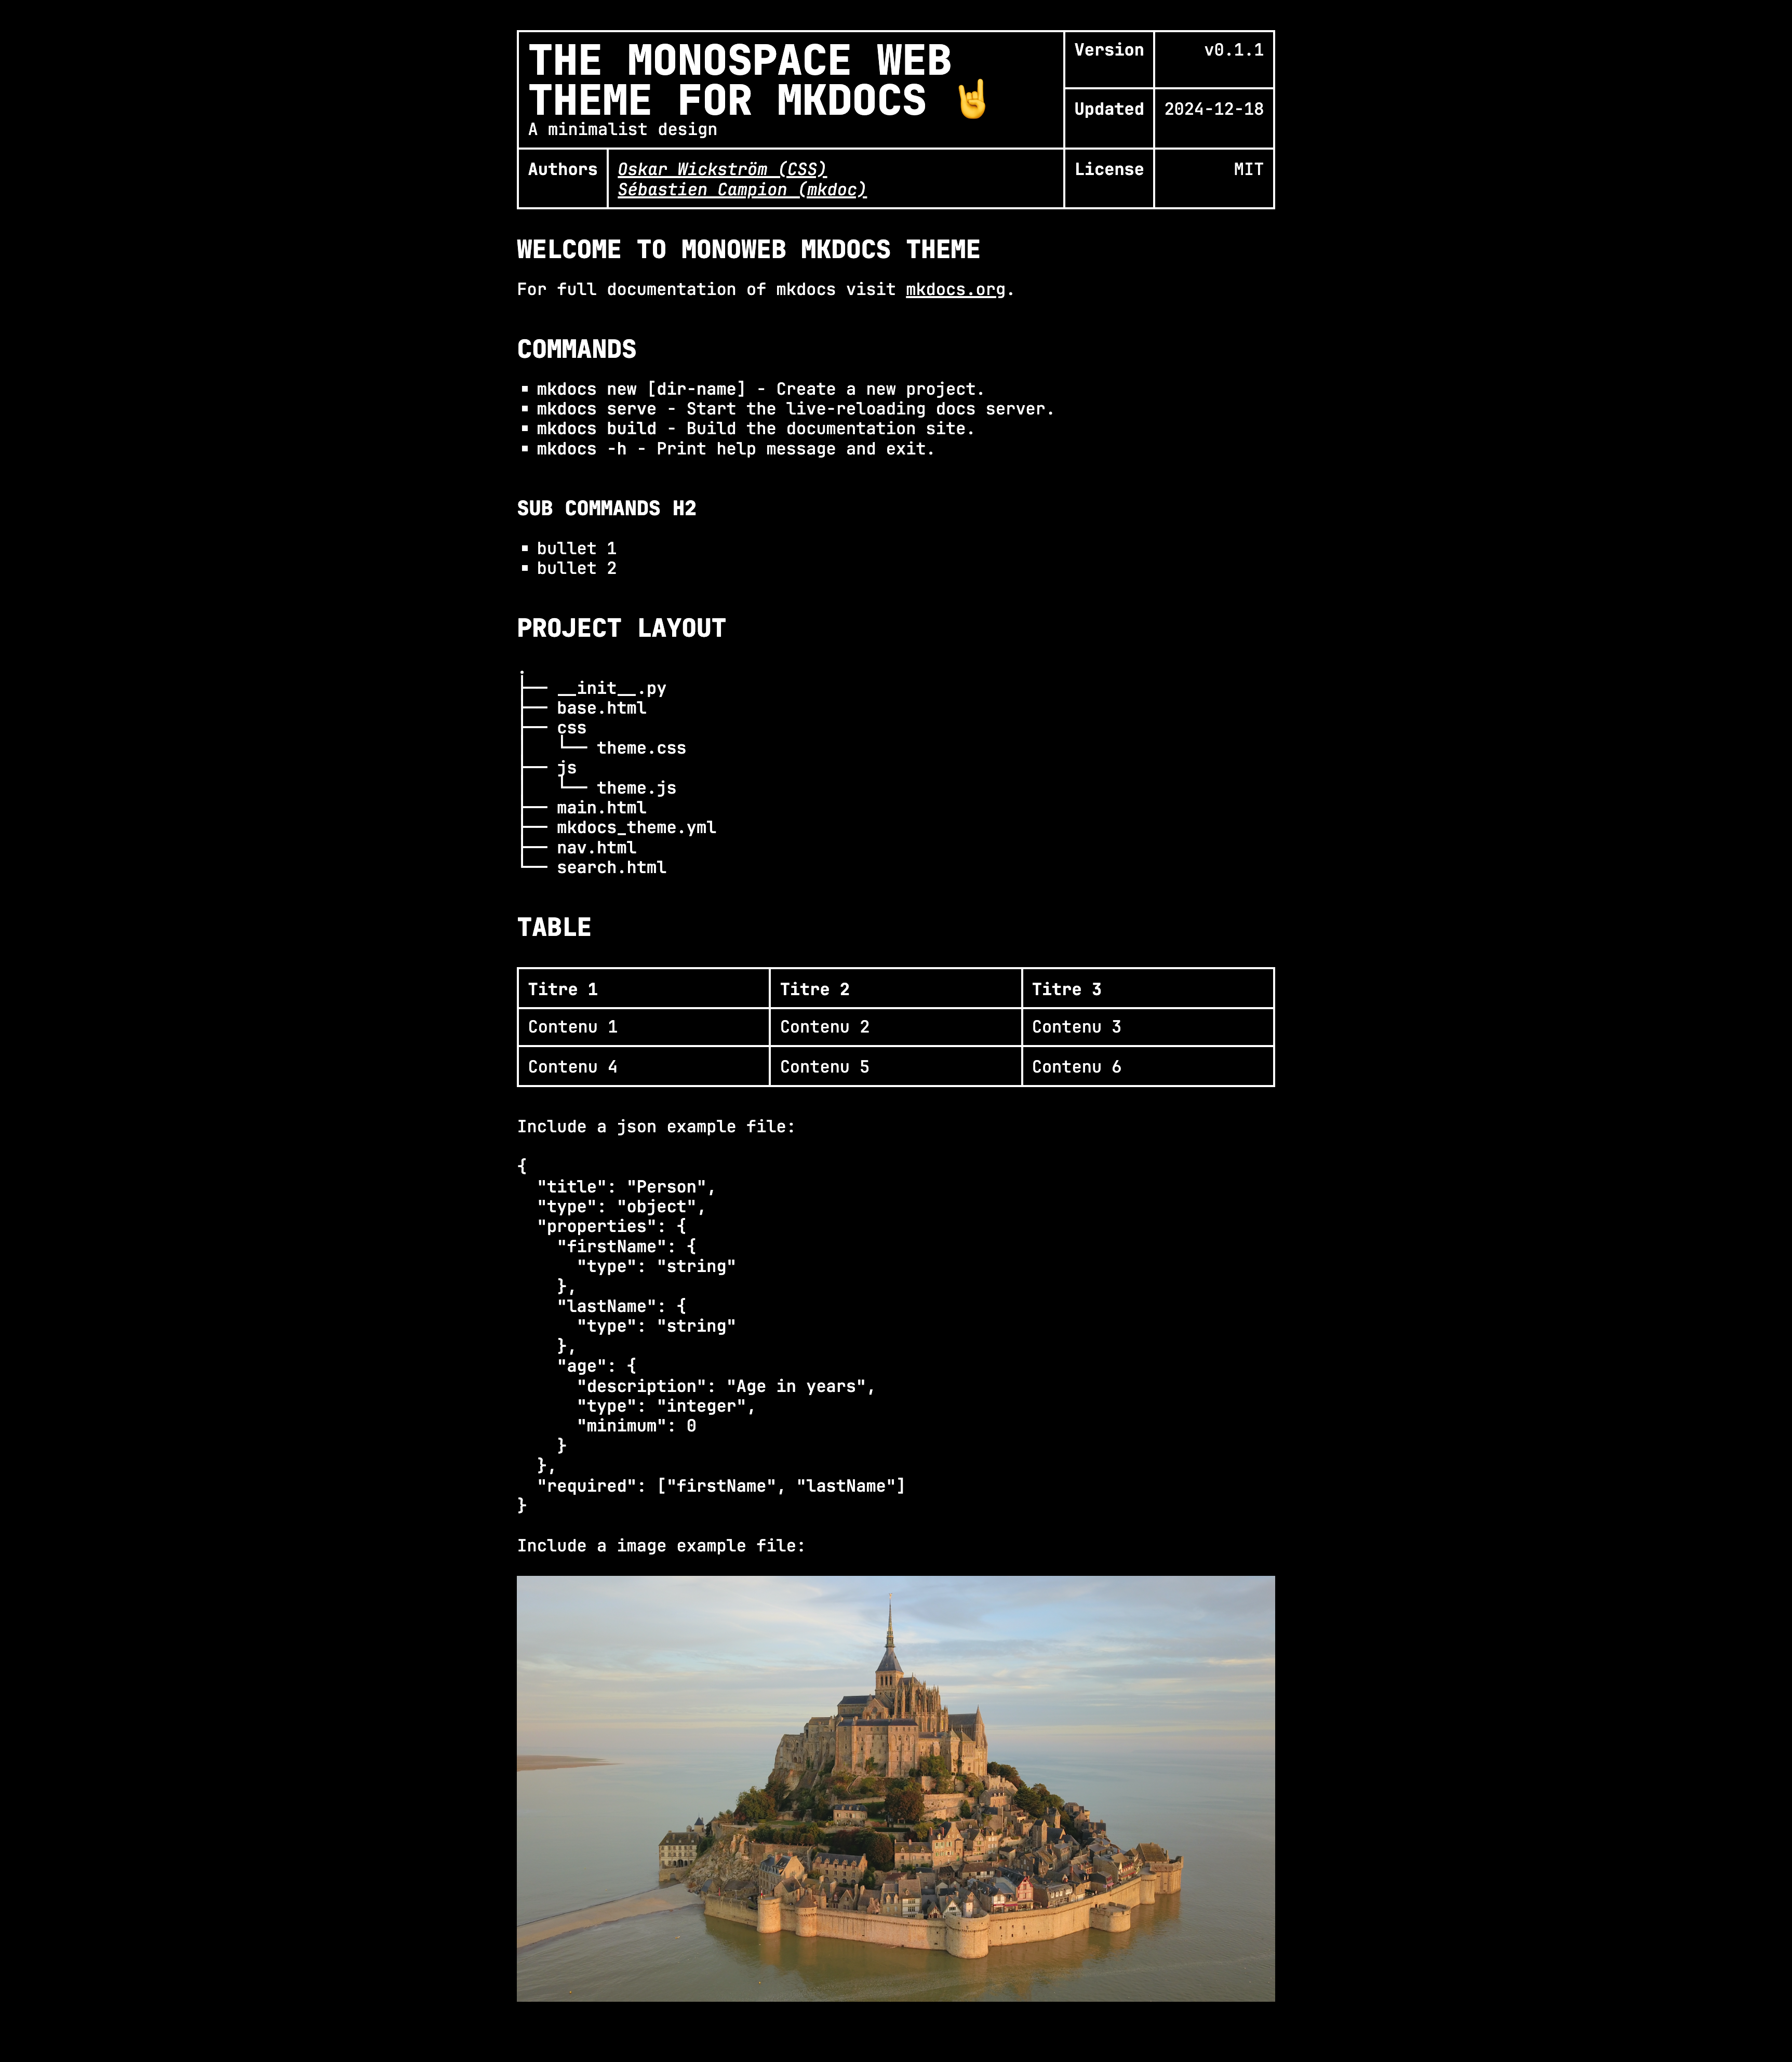 THE MONOSPACE WEB
THEME FOR MKDOCS 🤘
A minimalist design
Version v0.1.1
Updated 2024-12-18
Authors Oskar Wickström (CSS)
Sébastien Campion (mkdoc)
License MIT
WELCOME TO MONOWEB MKDOCS THEME
For full documentation of mkdocs visit mkdocs.org.
COMMANDS
▪ mkdocs new [dir-name] - Create a new project.
▪ mkdocs serve - Start the live-reloading docs server.
▪ mkdocs build - Build the documentation site.
▪ mkdocs -h - Print help message and exit.
SUB COMMANDS H2
▪ bullet 1
▪ bullet 2
PROJECT LAYOUT
.
├── __init__.py
├── base.html
├── css
│   └── theme.css
├── js
│   └── theme.js
├── main.html
├── mkdocs_theme.yml
├── nav.html
└── search.html
TABLE
Titre 1 Titre 2 Titre 3
Contenu 1 Contenu 2 Contenu 3
Contenu 4 Contenu 5 Contenu 6
Include a json example file:
{
  "title": "Person",
  "type": "object",
  "properties": {
    "firstName": {
      "type": "string"
    },
    "lastName": {
      "type": "string"
    },
    "age": {
      "description": "Age in years",
      "type": "integer",
      "minimum": 0
    }
  },
  "required": ["firstName", "lastName"]
}
Include a image example file: